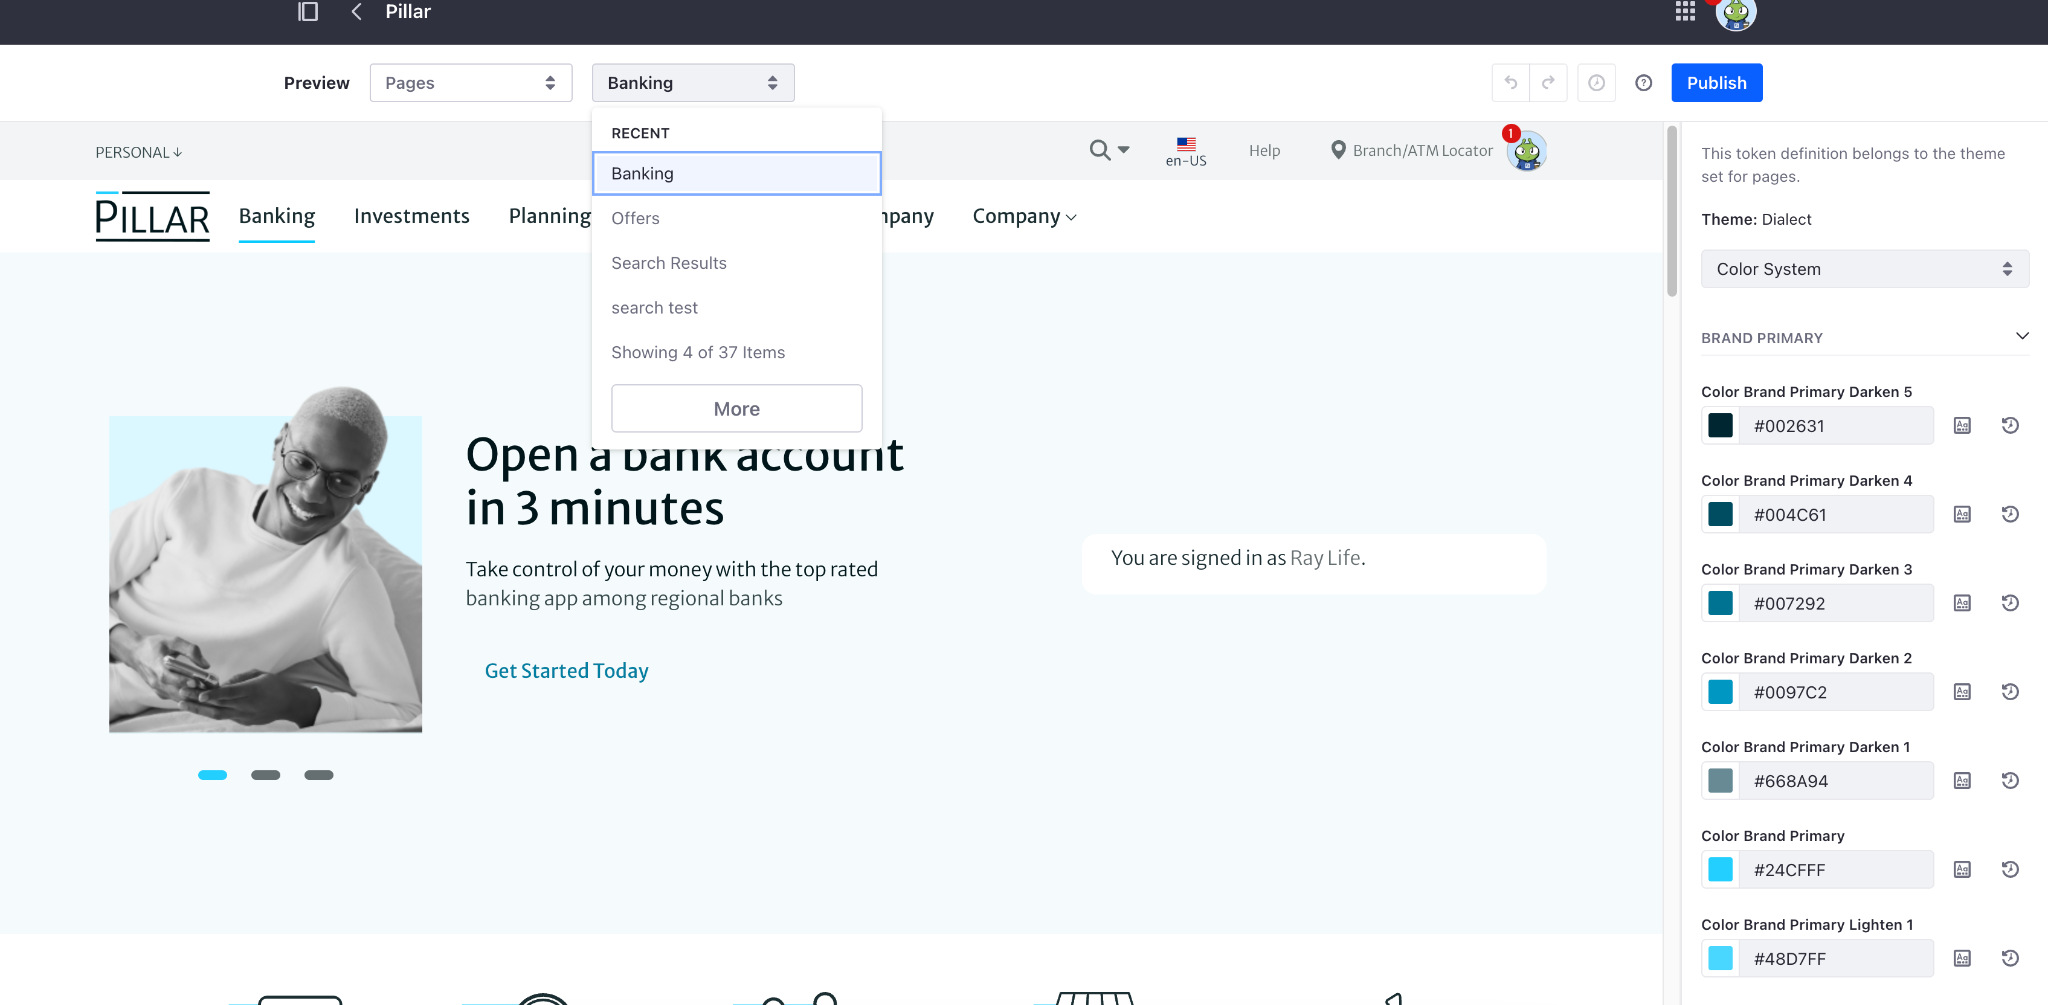 Pillar
Preview
Pages
Banking
Publish
RECENT
Banking
Offers
Search Results
search test
Showing 4 of 37 Items
More
PERSONAL
en-US
Help
Branch/ATM Locator
1
PILLAR
Banking
Investments
Planning
mpany
Company
Open a bank account
in 3 minutes
Take control of your money with the top rated
banking app among regional banks
Get Started Today
You are signed in as Ray Life.
This token definition belongs to the theme
set for pages.
Theme: Dialect
Color System
BRAND PRIMARY
Color Brand Primary Darken 5
#002631
Color Brand Primary Darken 4
#004C61
Color Brand Primary Darken 3
#007292
Color Brand Primary Darken 2
#0097C2
Color Brand Primary Darken 1
#668A94
Color Brand Primary
#24CFFF
Color Brand Primary Lighten 1
#48D7FF